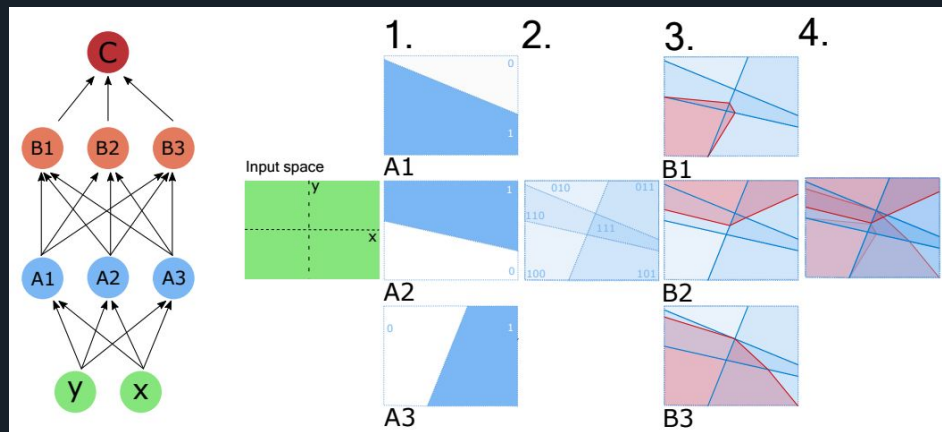 C
B1 B2 B3
A1 A2 A3
y x
Input space
y
x
1. 2. 3. 4.
0
1
A1
1
0
A2
0
1
A3
010 011
110
111
100 101
B1
B2
B3